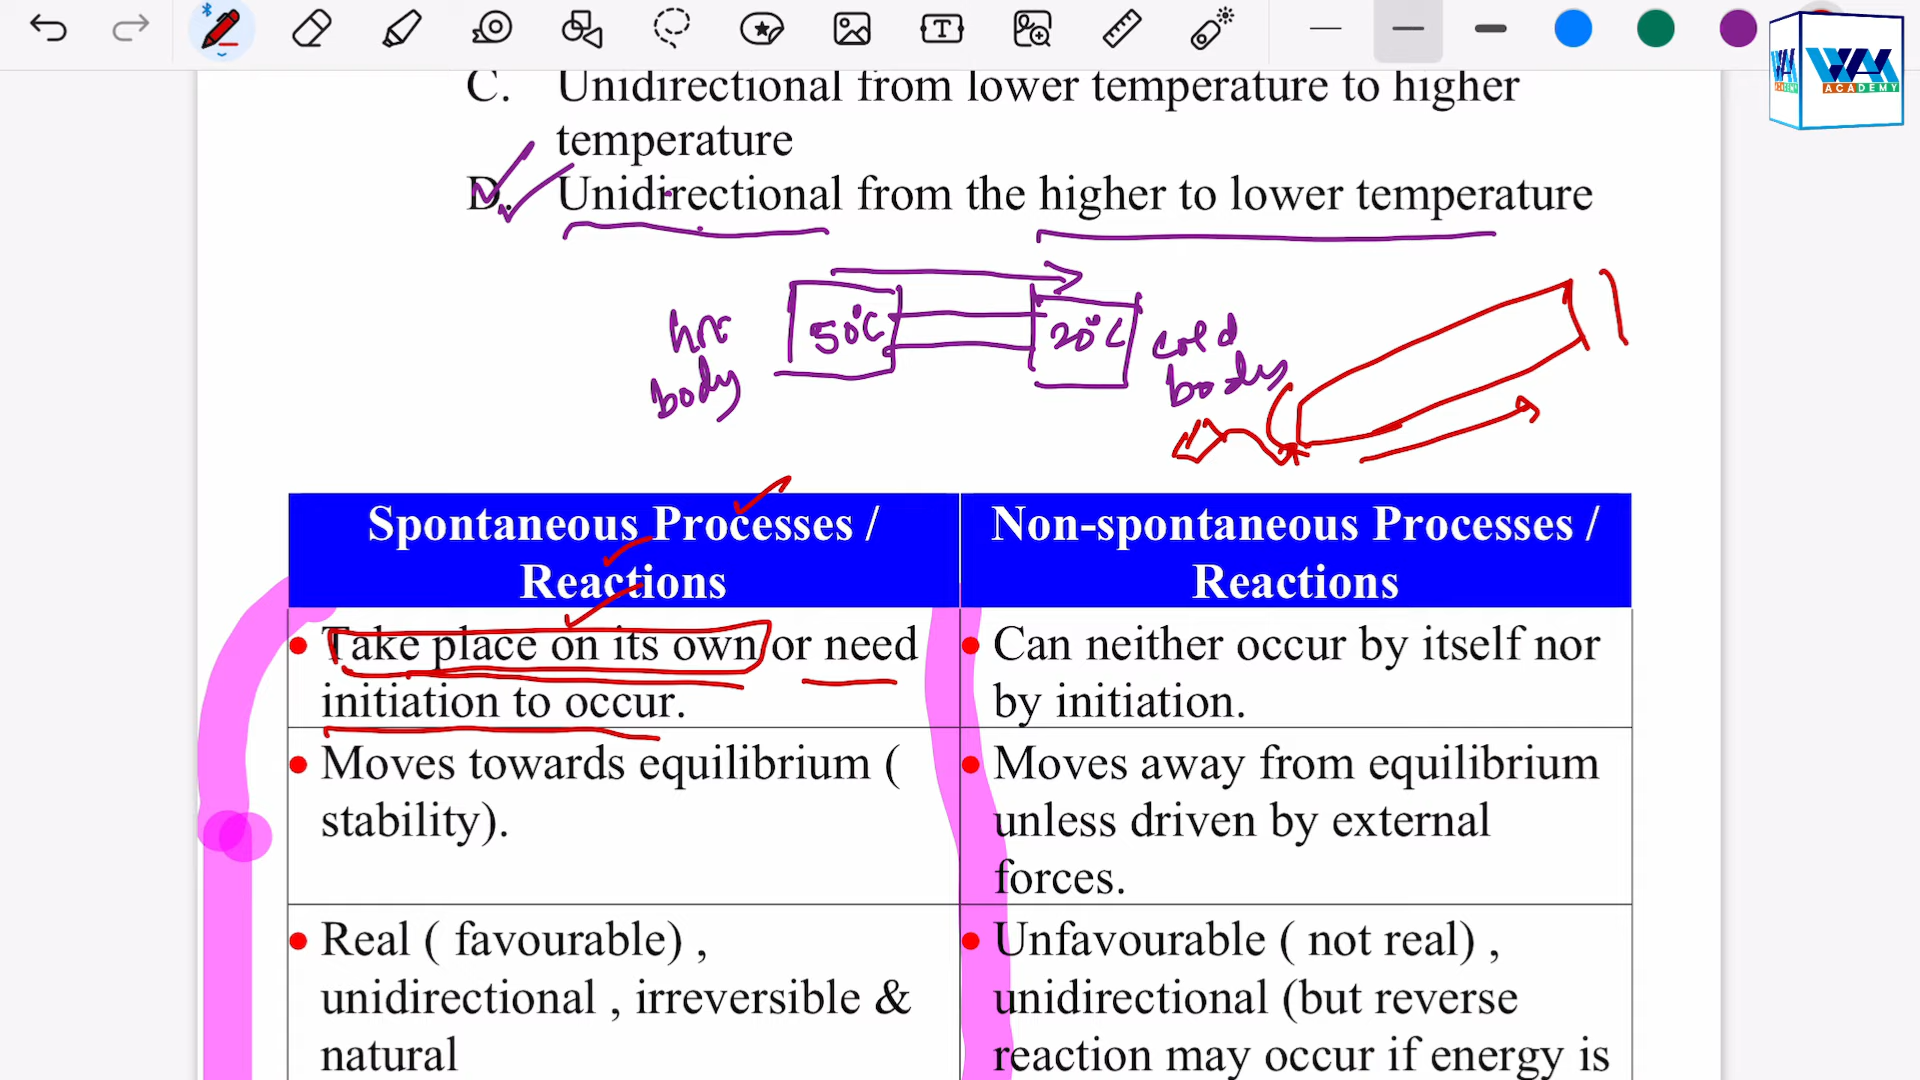 WAM
ACADEMY
C. Unidirectional from lower temperature to higher
temperature
D. Unidirectional from the higher to lower temperature
hot body
50°C
20°C
cold body
Spontaneous Processes /
Reactions
Non-spontaneous Processes /
Reactions
• Take place on its own or need
initiation to occur.
• Can neither occur by itself nor
by initiation.
• Moves towards equilibrium (
stability).
• Moves away from equilibrium
unless driven by external
forces.
• Real ( favourable) ,
unidirectional , irreversible &
natural
• Unfavourable ( not real) ,
unidirectional (but reverse
reaction may occur if energy is